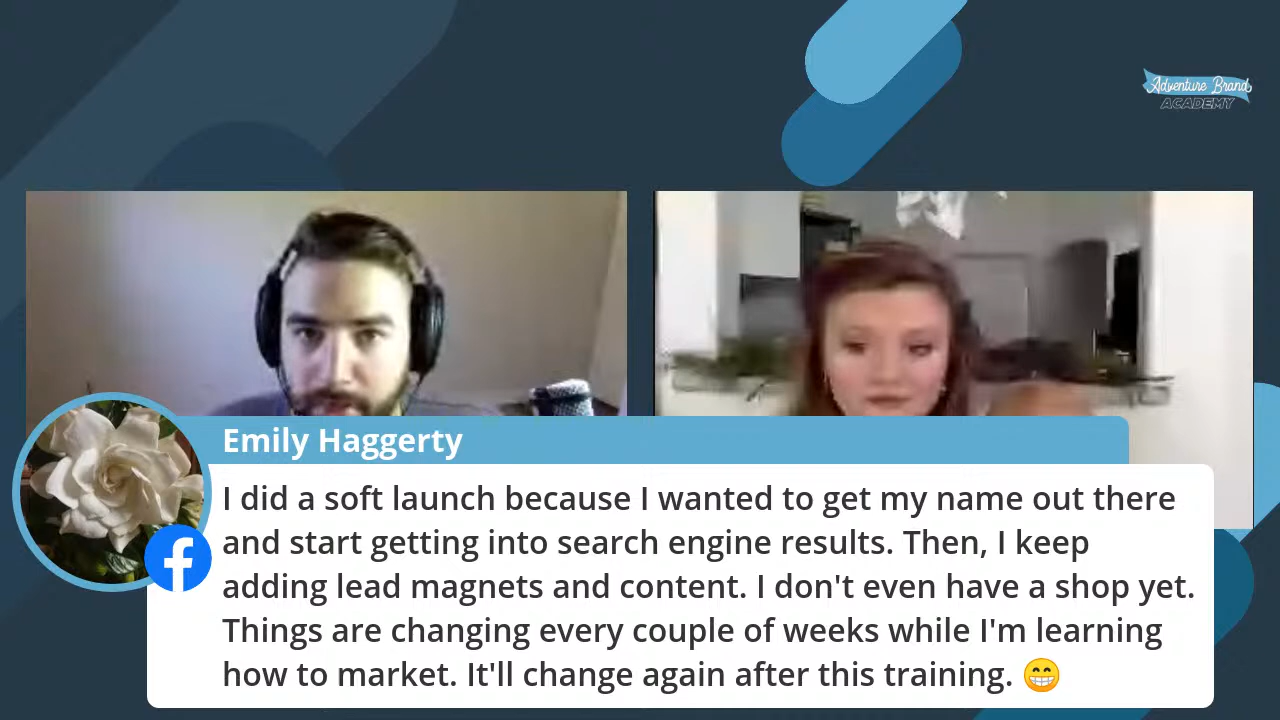 Adventure Brand
ACADEMY
Emily Haggerty
I did a soft launch because I wanted to get my name out there
and start getting into search engine results. Then, I keep
adding lead magnets and content. I don't even have a shop yet.
Things are changing every couple of weeks while I'm learning
how to market. It'll change again after this training. 😁